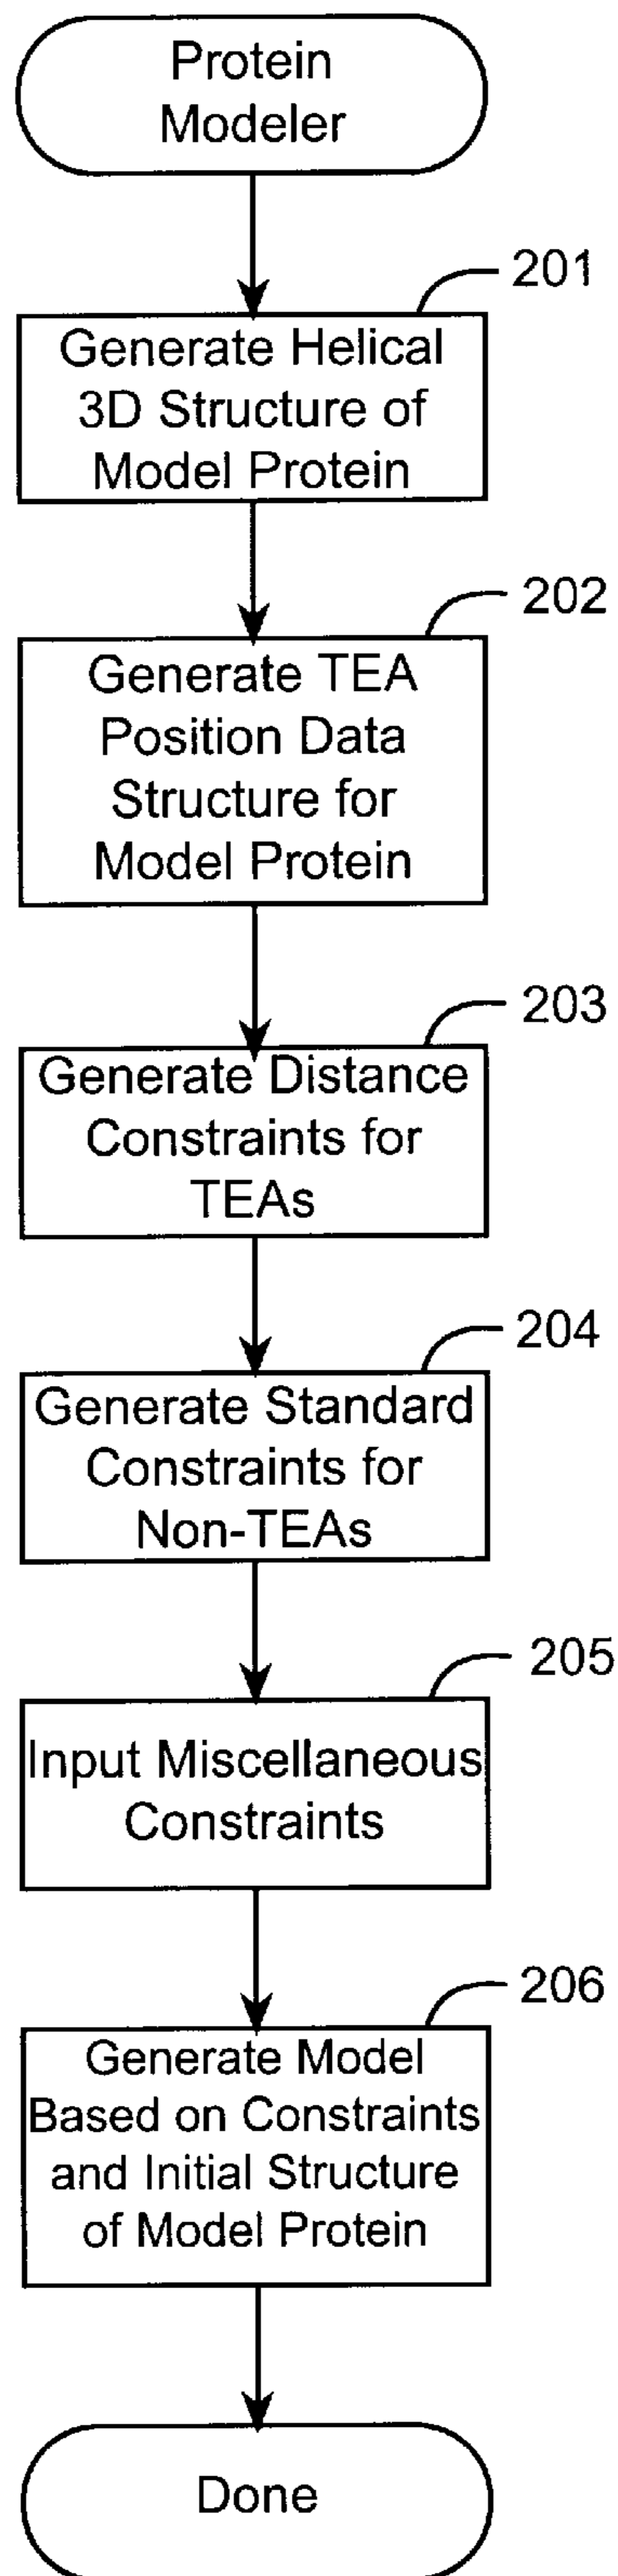 Protein
Modeler
201
Generate Helical
3D Structure of
Model Protein
202
Generate TEA
Position Data
Structure for
Model Protein
203
Generate Distance
Constraints for
TEAs
204
Generate Standard
Constraints for
Non-TEAs
205
Input Miscellaneous
Constraints
206
Generate Model
Based on Constraints
and Initial Structure
of Model Protein
Done